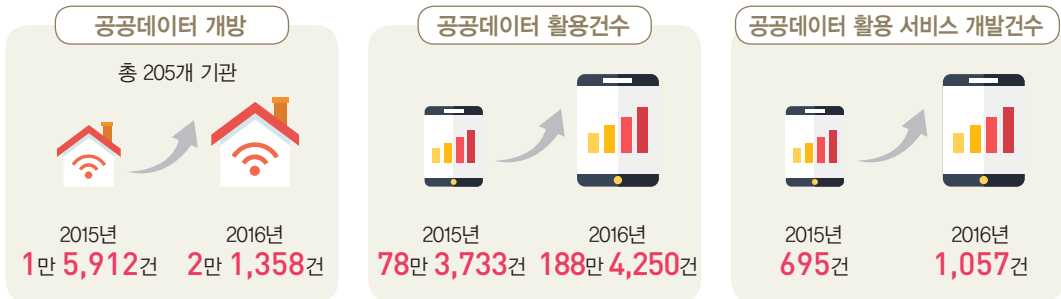 공공데이터 개방
총 205개 기관
2015년
1만 5,912건
2016년
2만 1,358건
공공데이터 활용건수
2015년
78만 3,733건
2016년
188만 4,250건
공공데이터 활용 서비스 개발건수
2015년
695건
2016년
1,057건